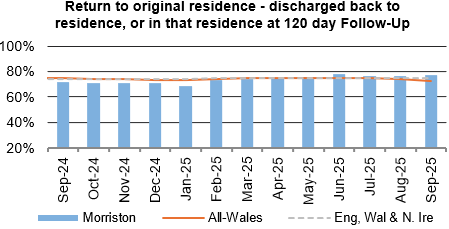 Return to original residence - discharged back to
residence, or in that residence at 120 day Follow-Up
100%
80%
60%
40%
20%
Sep-24
Oct-24
Nov-24
Dec-24
Jan-25
Feb-25
Mar-25
Apr-25
May-25
Jun-25
Jul-25
Aug-25
Sep-25
Morriston
All-Wales
Eng, Wal & N. Ire